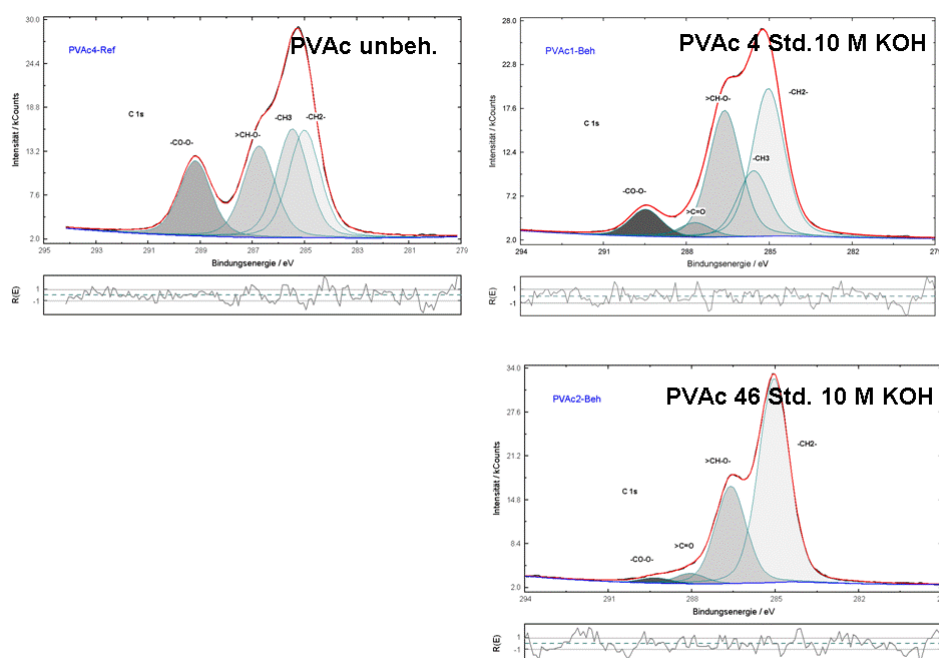 PVAc unbeh.
PVAc4-Ref
C 1s
-CO-O-
>CH-O-
-CH3
-CH2-
Intensität / kCounts
30.0
24.4
18.8
13.2
7.6
2.0
295
293
291
289
287
285
283
281
279
Bindungsenergie / eV
R(E)
1
-1
PVAc 4 Std.10 M KOH
PVAc1-Beh
C 1s
-CO-O-
>C=O
>CH-O-
-CH3
-CH2-
Intensität / kCounts
28.0
22.8
17.6
12.4
7.2
2.0
294
291
288
285
282
Bindungsenergie / eV
R(E)
1
-1
PVAc 46 Std. 10 M KOH
PVAc2-Beh
C 1s
-CO-O-
>C=O
>CH-O-
-CH2-
Intensität / kCounts
34.0
27.6
21.2
14.8
8.4
2.0
294
291
288
285
282
Bindungsenergie / eV
R(E)
1
-1